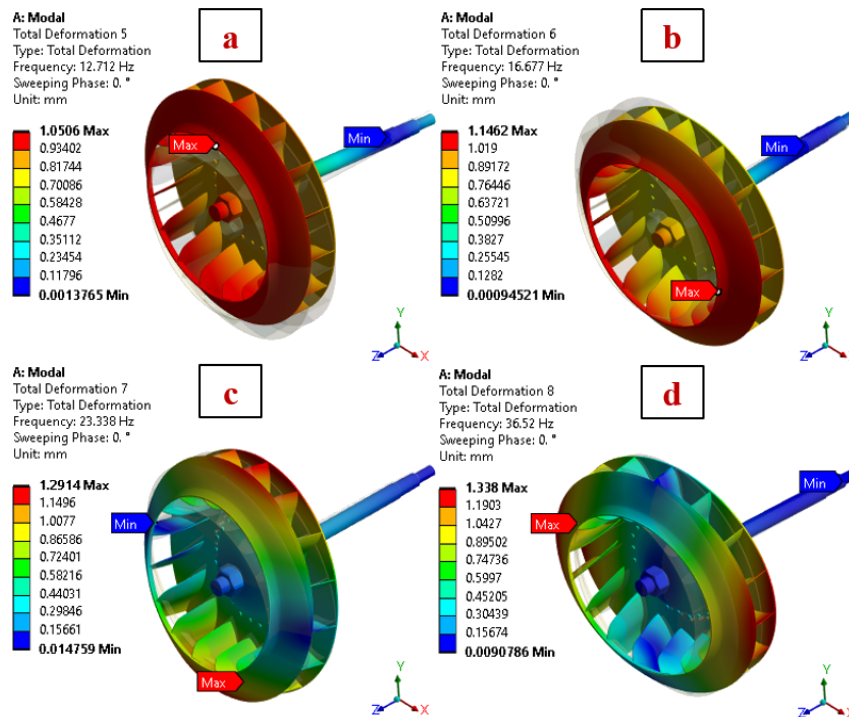 A: Modal
Total Deformation 5
Type: Total Deformation
Frequency: 12.712 Hz
Sweeping Phase: 0. °
Unit: mm
a
1.0506 Max
0.93402
0.81744
0.70086
0.58428
0.4677
0.35112
0.23454
0.11796
0.0013765 Min
Max
Min
Y
Z
X
A: Modal
Total Deformation 6
Type: Total Deformation
Frequency: 16.677 Hz
Sweeping Phase: 0. °
Unit: mm
b
1.1462 Max
1.019
0.89172
0.76446
0.63721
0.50996
0.3827
0.25545
0.1282
0.00094521 Min
Min
Max
Y
Z
X
A: Modal
Total Deformation 7
Type: Total Deformation
Frequency: 23.338 Hz
Sweeping Phase: 0. °
Unit: mm
c
1.2914 Max
1.1496
1.0077
0.86586
0.72401
0.58216
0.44031
0.29846
0.15661
0.014759 Min
Min
Max
Y
Z
X
A: Modal
Total Deformation 8
Type: Total Deformation
Frequency: 36.52 Hz
Sweeping Phase: 0. °
Unit: mm
d
1.338 Max
1.1903
1.0427
0.89502
0.74736
0.5997
0.45205
0.30439
0.15674
0.0090786 Min
Min
Max
Y
Z
X